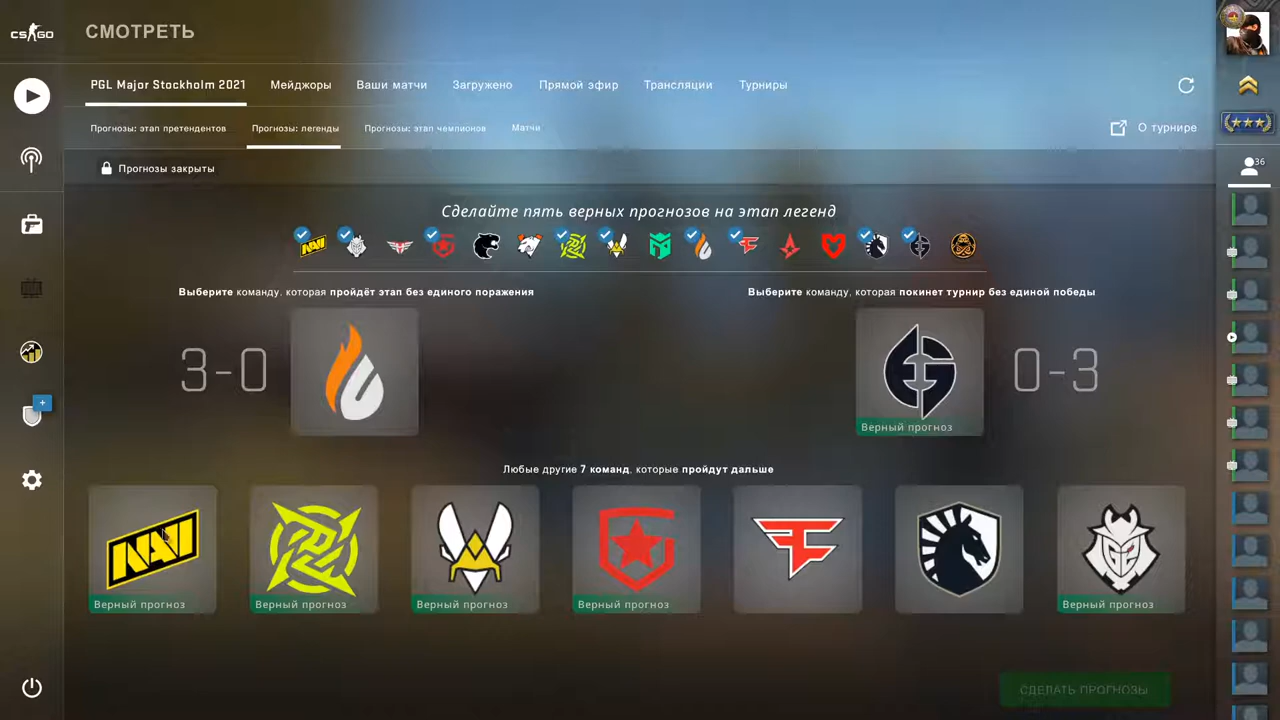 CS GO
СМОТРЕТЬ
PGL Major Stockholm 2021 Мейджоры Ваши матчи Загружено Прямой эфир Трансляции Турниры
Прогнозы: этап претендентов Прогнозы: легенды Прогнозы: этап чемпионов Матчи
О турнире
36
Прогнозы закрыты
Сделайте пять верных прогнозов на этап легенд
Выберите команду, которая пройдёт этап без единого поражения
Выберите команду, которая покинет турнир без единой победы
3-0
0-3
Верный прогноз
Любые другие 7 команд, которые пройдут дальше
NAVI
G2
Верный прогноз Верный прогноз Верный прогноз Верный прогноз Верный прогноз
СДЕЛАТЬ ПРОГНОЗЫ